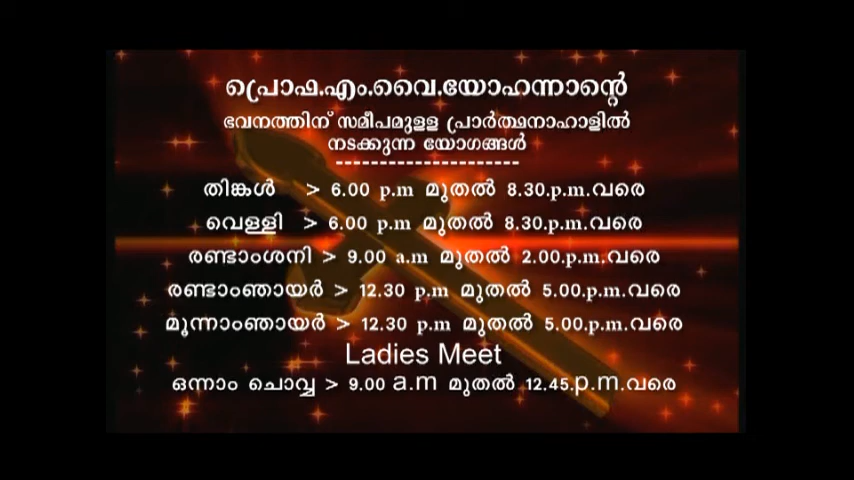 പ്രൊഫ.എം.വൈ.യോഹന്നാന്റെ
ഭവനത്തിന് സമീപമുളള പ്രാർത്ഥനാഹാളിൽ
നടക്കുന്ന യോഗങ്ങൾ
---------------------
തിങ്കൾ > 6.00 p.m മുതൽ 8.30.p.m.വരെ
വെള്ളി > 6.00 p.m മുതൽ 8.30.p.m.വരെ
രണ്ടാംശനി > 9.00 a.m മുതൽ 2.00.p.m.വരെ
രണ്ടാംഞായർ > 12.30 p.m മുതൽ 5.00.p.m.വരെ
മൂന്നാംഞായർ > 12.30 p.m മുതൽ 5.00.p.m.വരെ
Ladies Meet
ഒന്നാം ചൊവ്വ > 9.00 a.m മുതൽ 12.45.p.m.വരെ